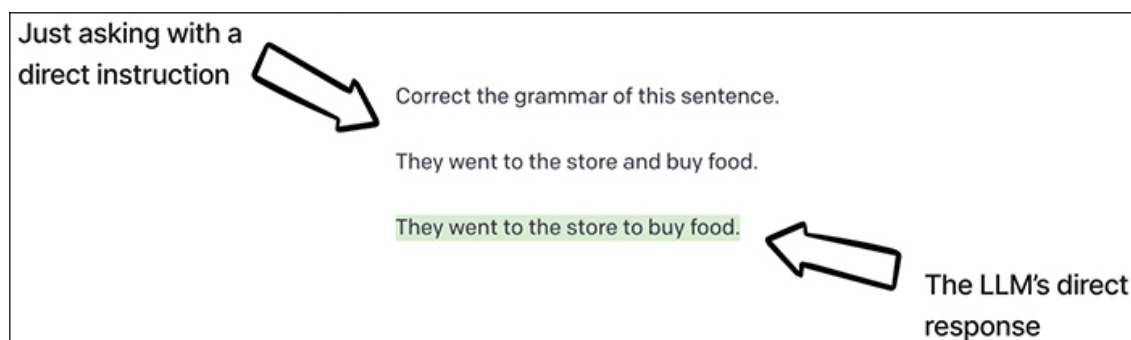 Just asking with a
direct instruction
Correct the grammar of this sentence.
They went to the store and buy food.
They went to the store to buy food.
The LLM's direct
response